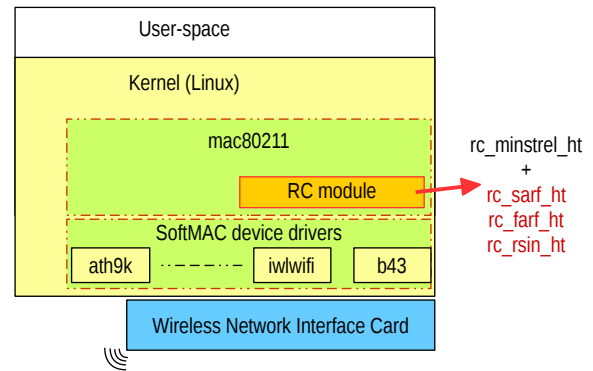 User-space
Kernel (Linux)
mac80211
RC module
rc_minstrel_ht
+
rc_sarf_ht
rc_farf_ht
rc_rsin_ht
SoftMAC device drivers
ath9k
iwlwifi
b43
Wireless Network Interface Card